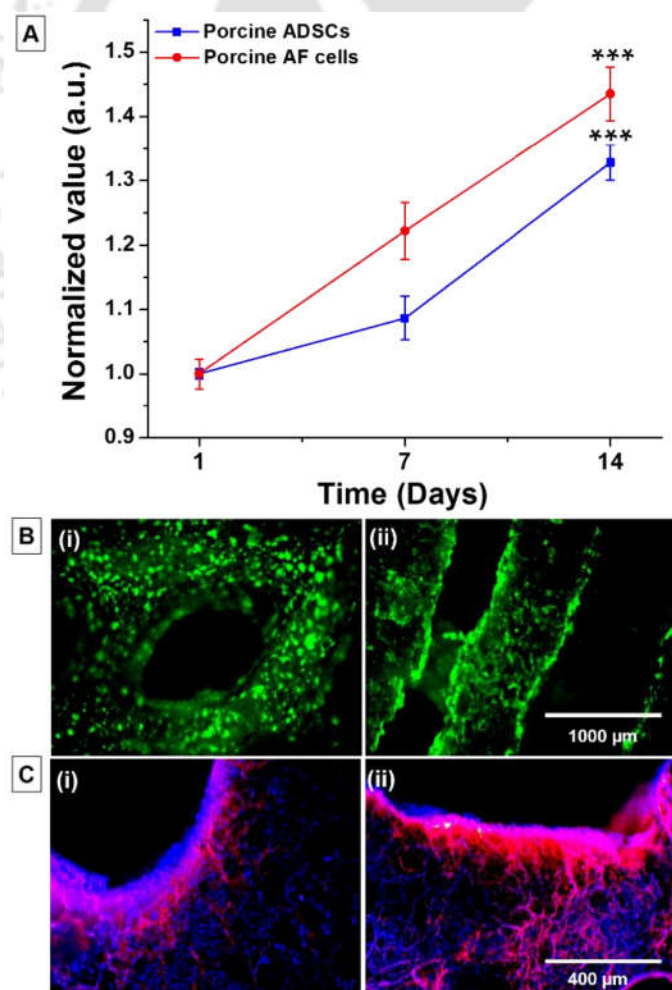 A
Porcine ADSCs
Porcine AF cells
***
***
Normalized value (a.u.)
1.5
1.4
1.3
1.2
1.1
1.0
0.9
1 7 14
Time (Days)
B
(i)
(ii)
1000 µm
C
(i)
(ii)
400 µm